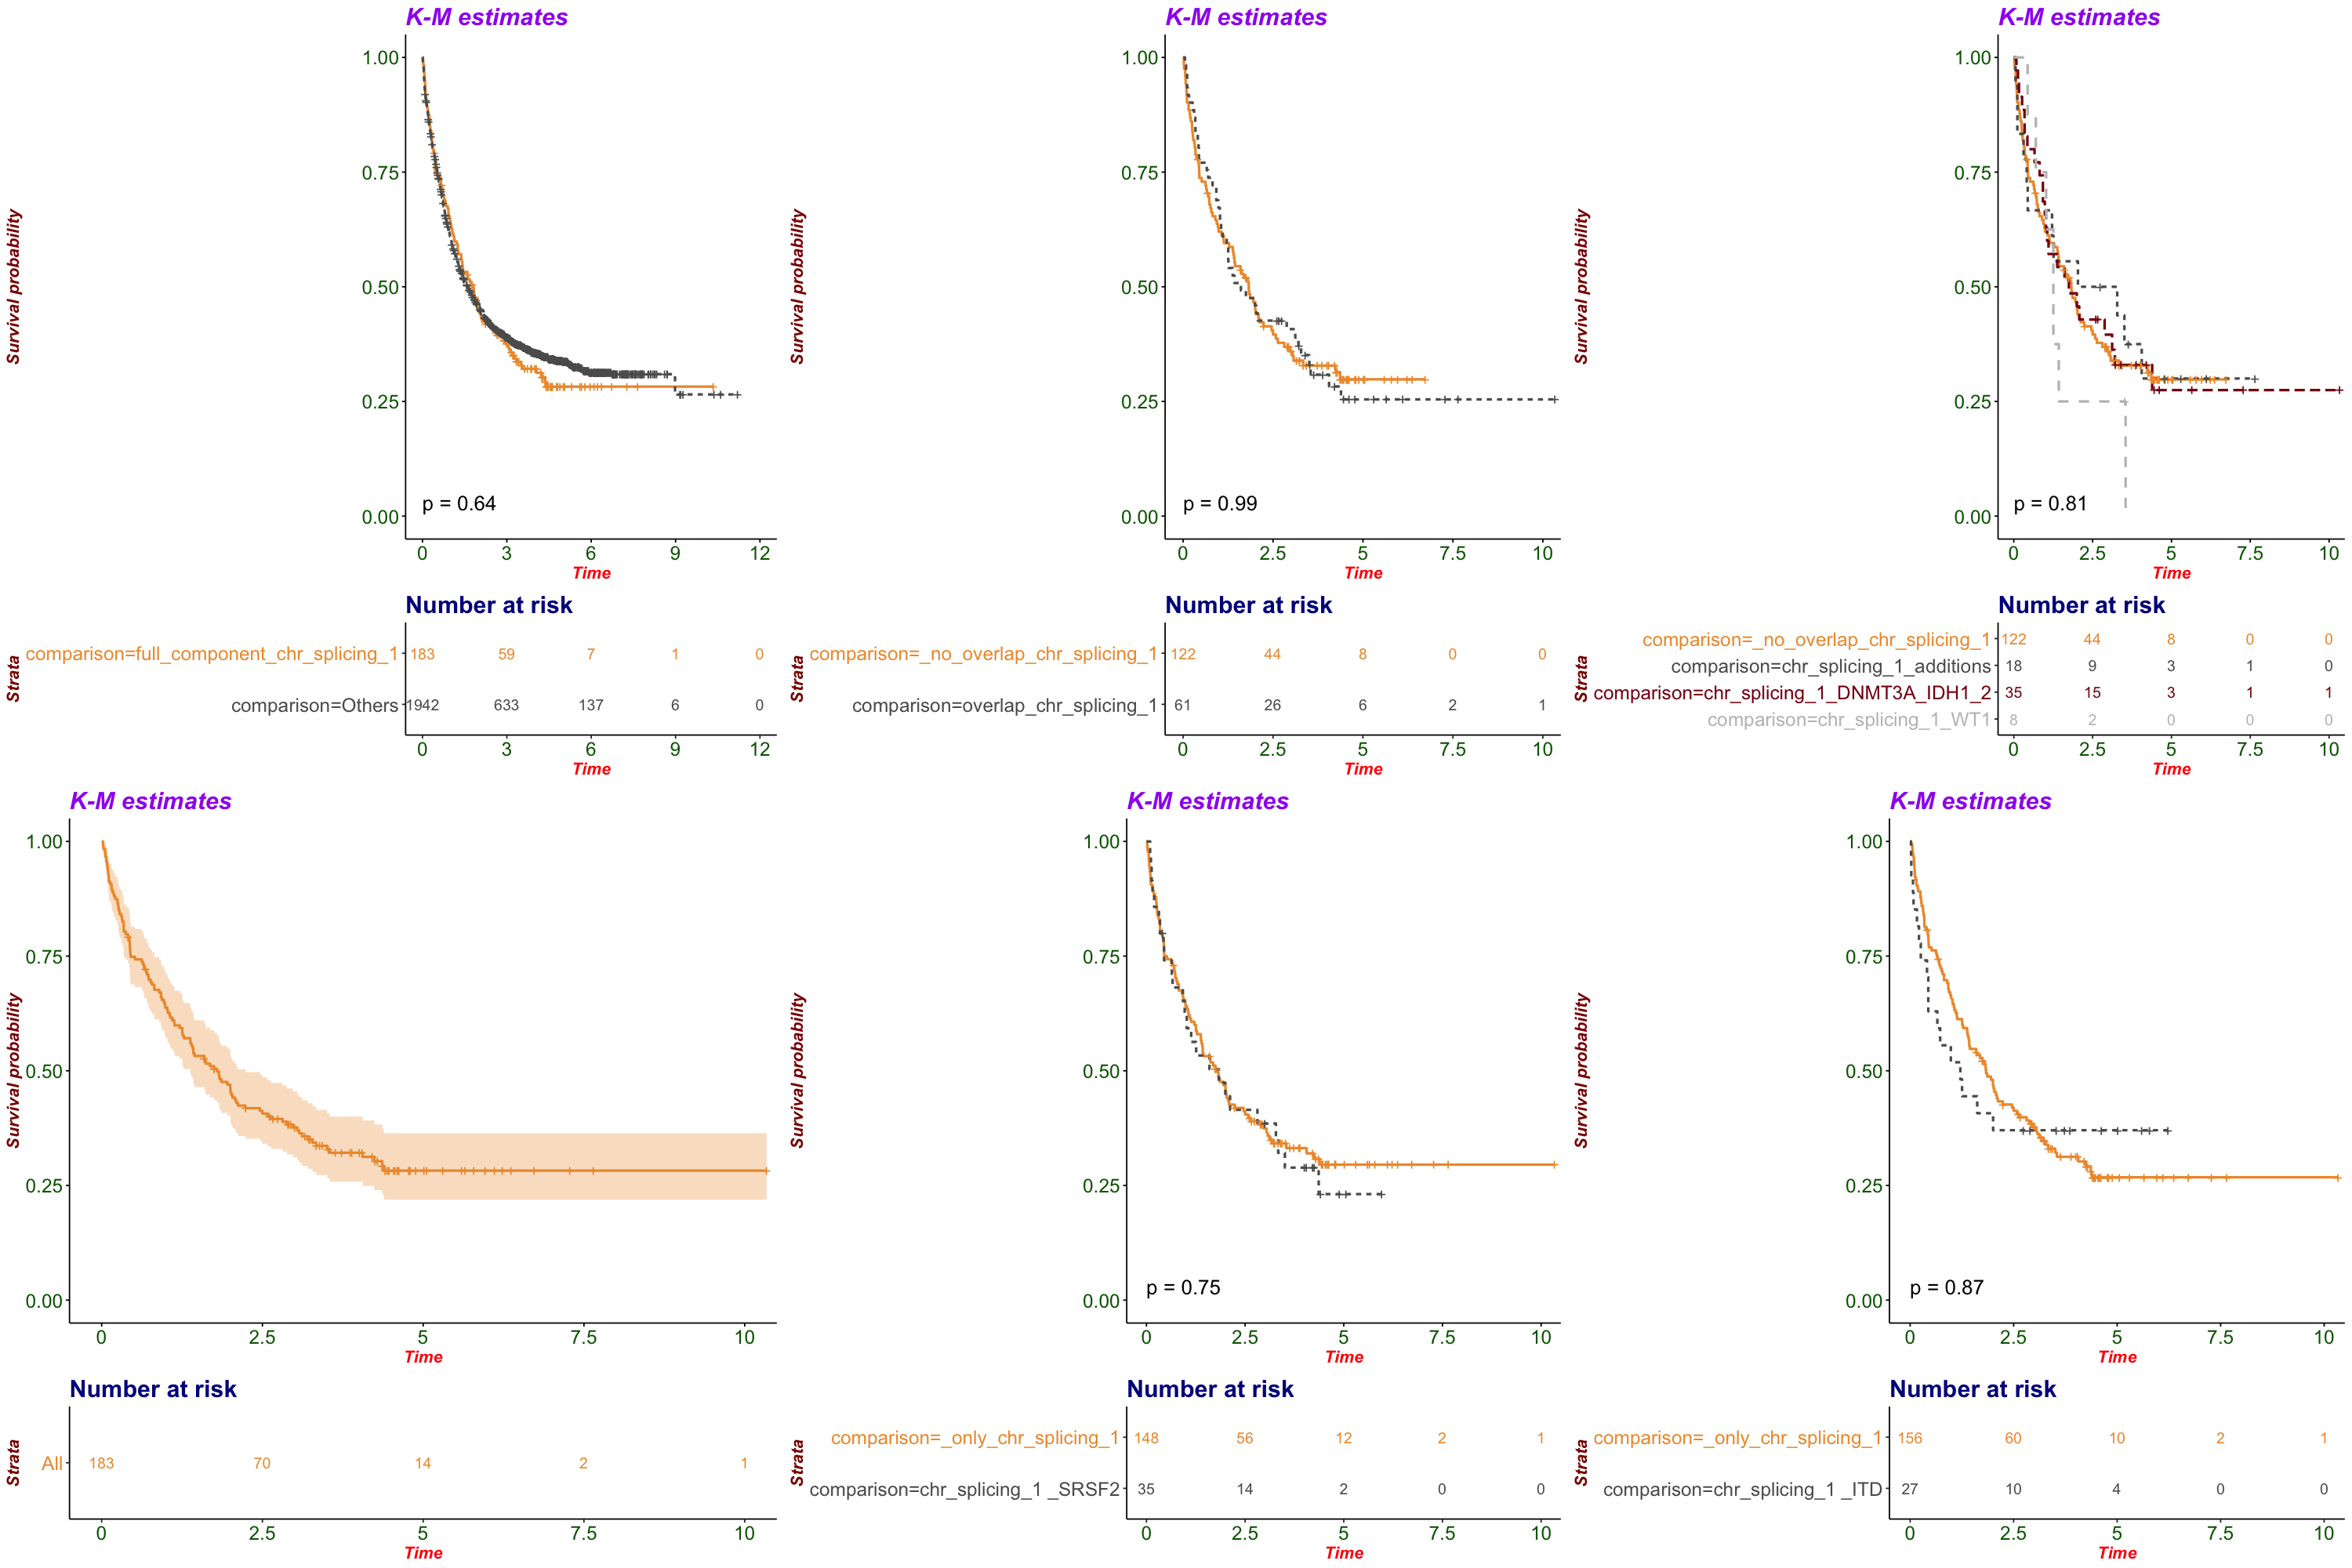 K-M estimates
Survival probability
1.00
0.75
0.50
0.25
0.00
p = 0.64
0 3 6 9 12
Time
Number at risk
Strata
comparison=full_component_chr_splicing_1 183 59 7 1 0
comparison=Others 1942 633 137 6 0
0 3 6 9 12
Time
K-M estimates
Survival probability
1.00
0.75
0.50
0.25
0.00
p = 0.99
0 2.5 5 7.5 10
Time
Number at risk
Strata
comparison=_no_overlap_chr_splicing_1 122 44 8 0 0
comparison=overlap_chr_splicing_1 61 26 6 2 1
0 2.5 5 7.5 10
Time
K-M estimates
Survival probability
1.00
0.75
0.50
0.25
0.00
p = 0.81
0 2.5 5 7.5 10
Time
Number at risk
Strata
comparison=_no_overlap_chr_splicing_1 122 44 8 0 0
comparison=chr_splicing_1_additions 18 9 3 1 0
comparison=chr_splicing_1_DNMT3A_IDH1_2 35 15 3 1 1
comparison=chr_splicing_1_WT1 8 2 0 0 0
0 2.5 5 7.5 10
Time
K-M estimates
Survival probability
1.00
0.75
0.50
0.25
0.00
0 2.5 5 7.5 10
Time
Number at risk
Strata
All 183 70 14 2 1
0 2.5 5 7.5 10
Time
K-M estimates
Survival probability
1.00
0.75
0.50
0.25
0.00
p = 0.75
0 2.5 5 7.5 10
Time
Number at risk
Strata
comparison=_only_chr_splicing_1 148 56 12 2 1
comparison=chr_splicing_1 _SRSF2 35 14 2 0 0
0 2.5 5 7.5 10
Time
K-M estimates
Survival probability
1.00
0.75
0.50
0.25
0.00
p = 0.87
0 2.5 5 7.5 10
Time
Number at risk
Strata
comparison=_only_chr_splicing_1 156 60 10 2 1
comparison=chr_splicing_1 _ITD 27 10 4 0 0
0 2.5 5 7.5 10
Time